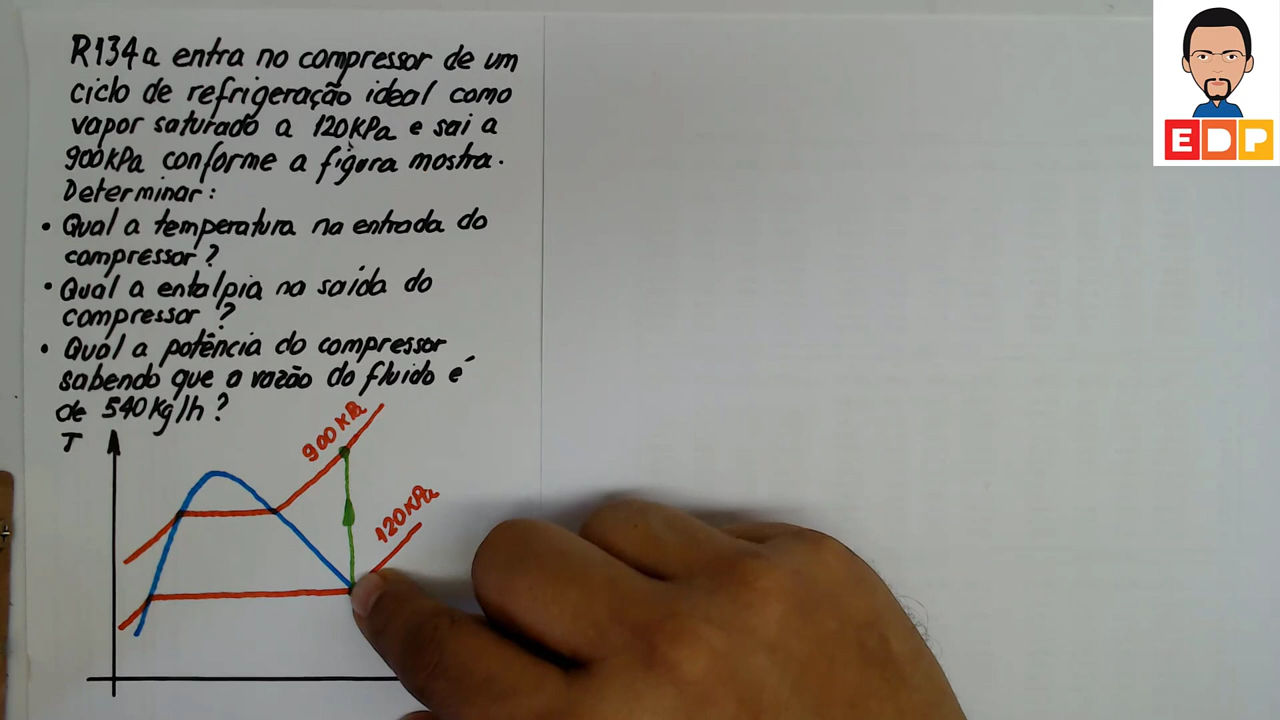 R134a entra no compressor de um
ciclo de refrigeração ideal como
vapor saturado a 120KPa e sai a
900KPa conforme a figura mostra.
Determinar:
• Qual a temperatura na entrada do
compressor?
• Qual a entalpia na saída do
compressor?
• Qual a potência do compressor
sabendo que a vazão do fluido é
de 540Kg/h?
T
900KPa
120KPa
EDP